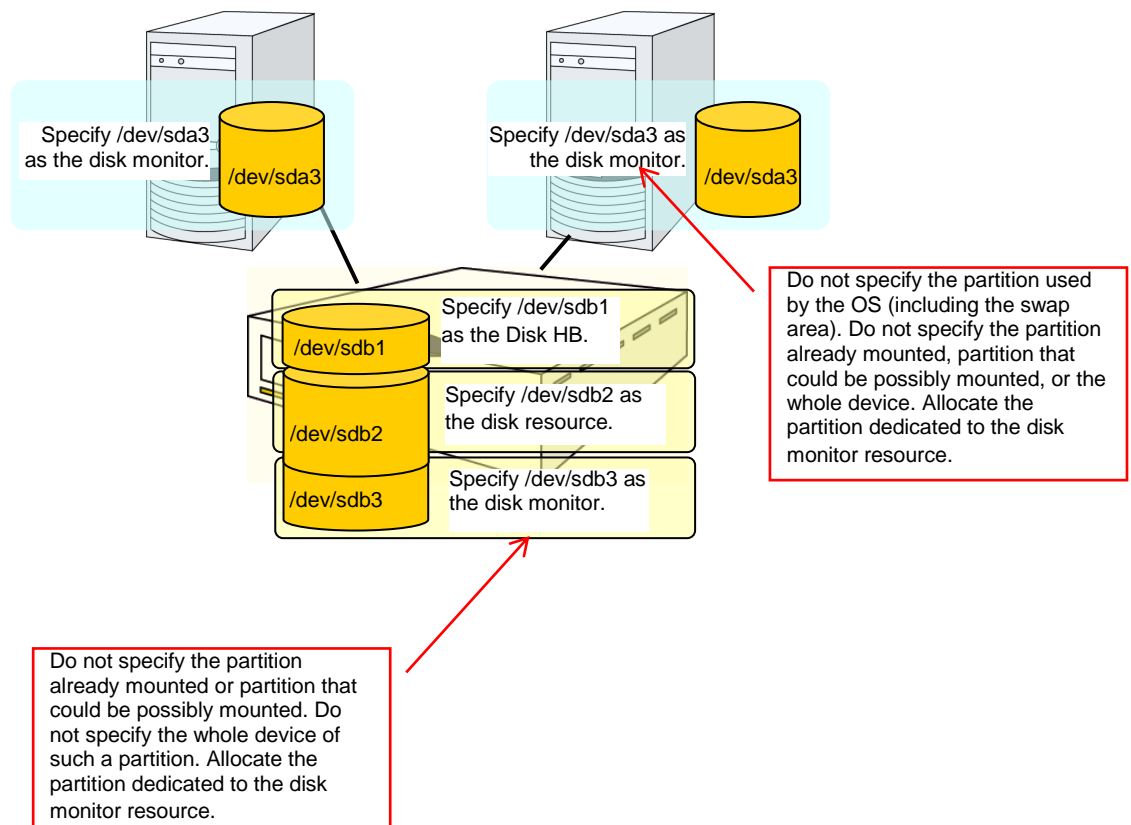 Specify /dev/sda3
as the disk monitor.
/dev/sda3
Specify /dev/sda3 as
the disk monitor.
/dev/sda3
Do not specify the partition used
by the OS (including the swap
area). Do not specify the partition
already mounted, partition that
could be possibly mounted, or the
whole device. Allocate the
partition dedicated to the disk
monitor resource.
Specify /dev/sdb1
as the Disk HB.
/dev/sdb1
Specify /dev/sdb2 as
the disk resource.
/dev/sdb2
Specify /dev/sdb3 as
the disk monitor.
/dev/sdb3
Do not specify the partition
already mounted or partition that
could be possibly mounted. Do
not specify the whole device of
such a partition. Allocate the
partition dedicated to the disk
monitor resource.